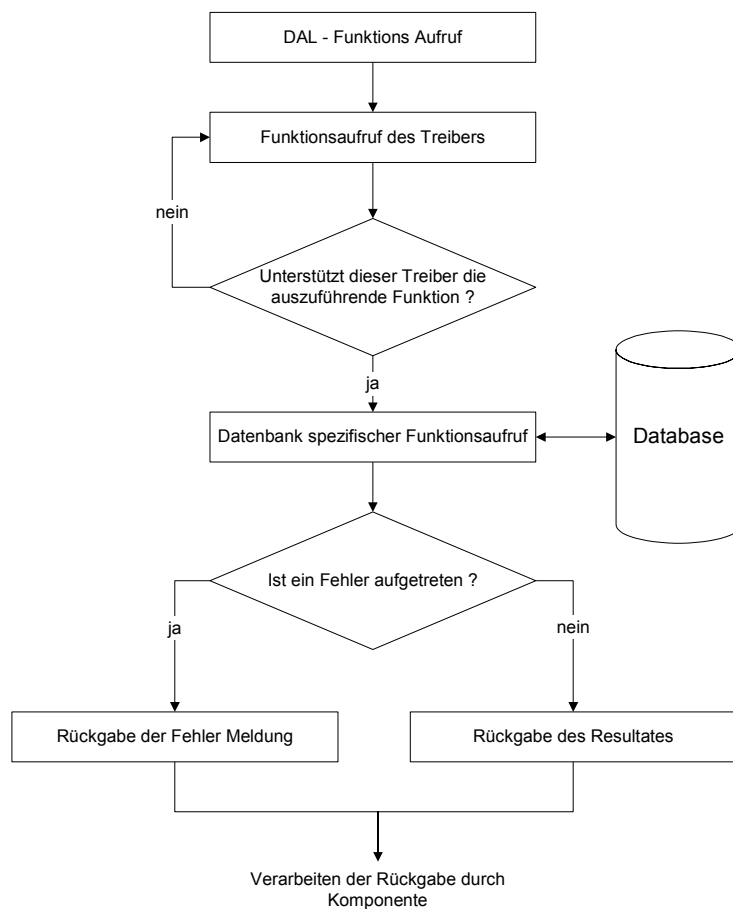 DAL - Funktions Aufruf
Funktionsaufruf des Treibers
nein
Unterstützt dieser Treiber die
auszuführende Funktion ?
ja
Datenbank spezifischer Funktionsaufruf
Database
Ist ein Fehler aufgetreten ?
ja
nein
Rückgabe der Fehler Meldung
Rückgabe des Resultates
Verarbeiten der Rückgabe durch
Komponente